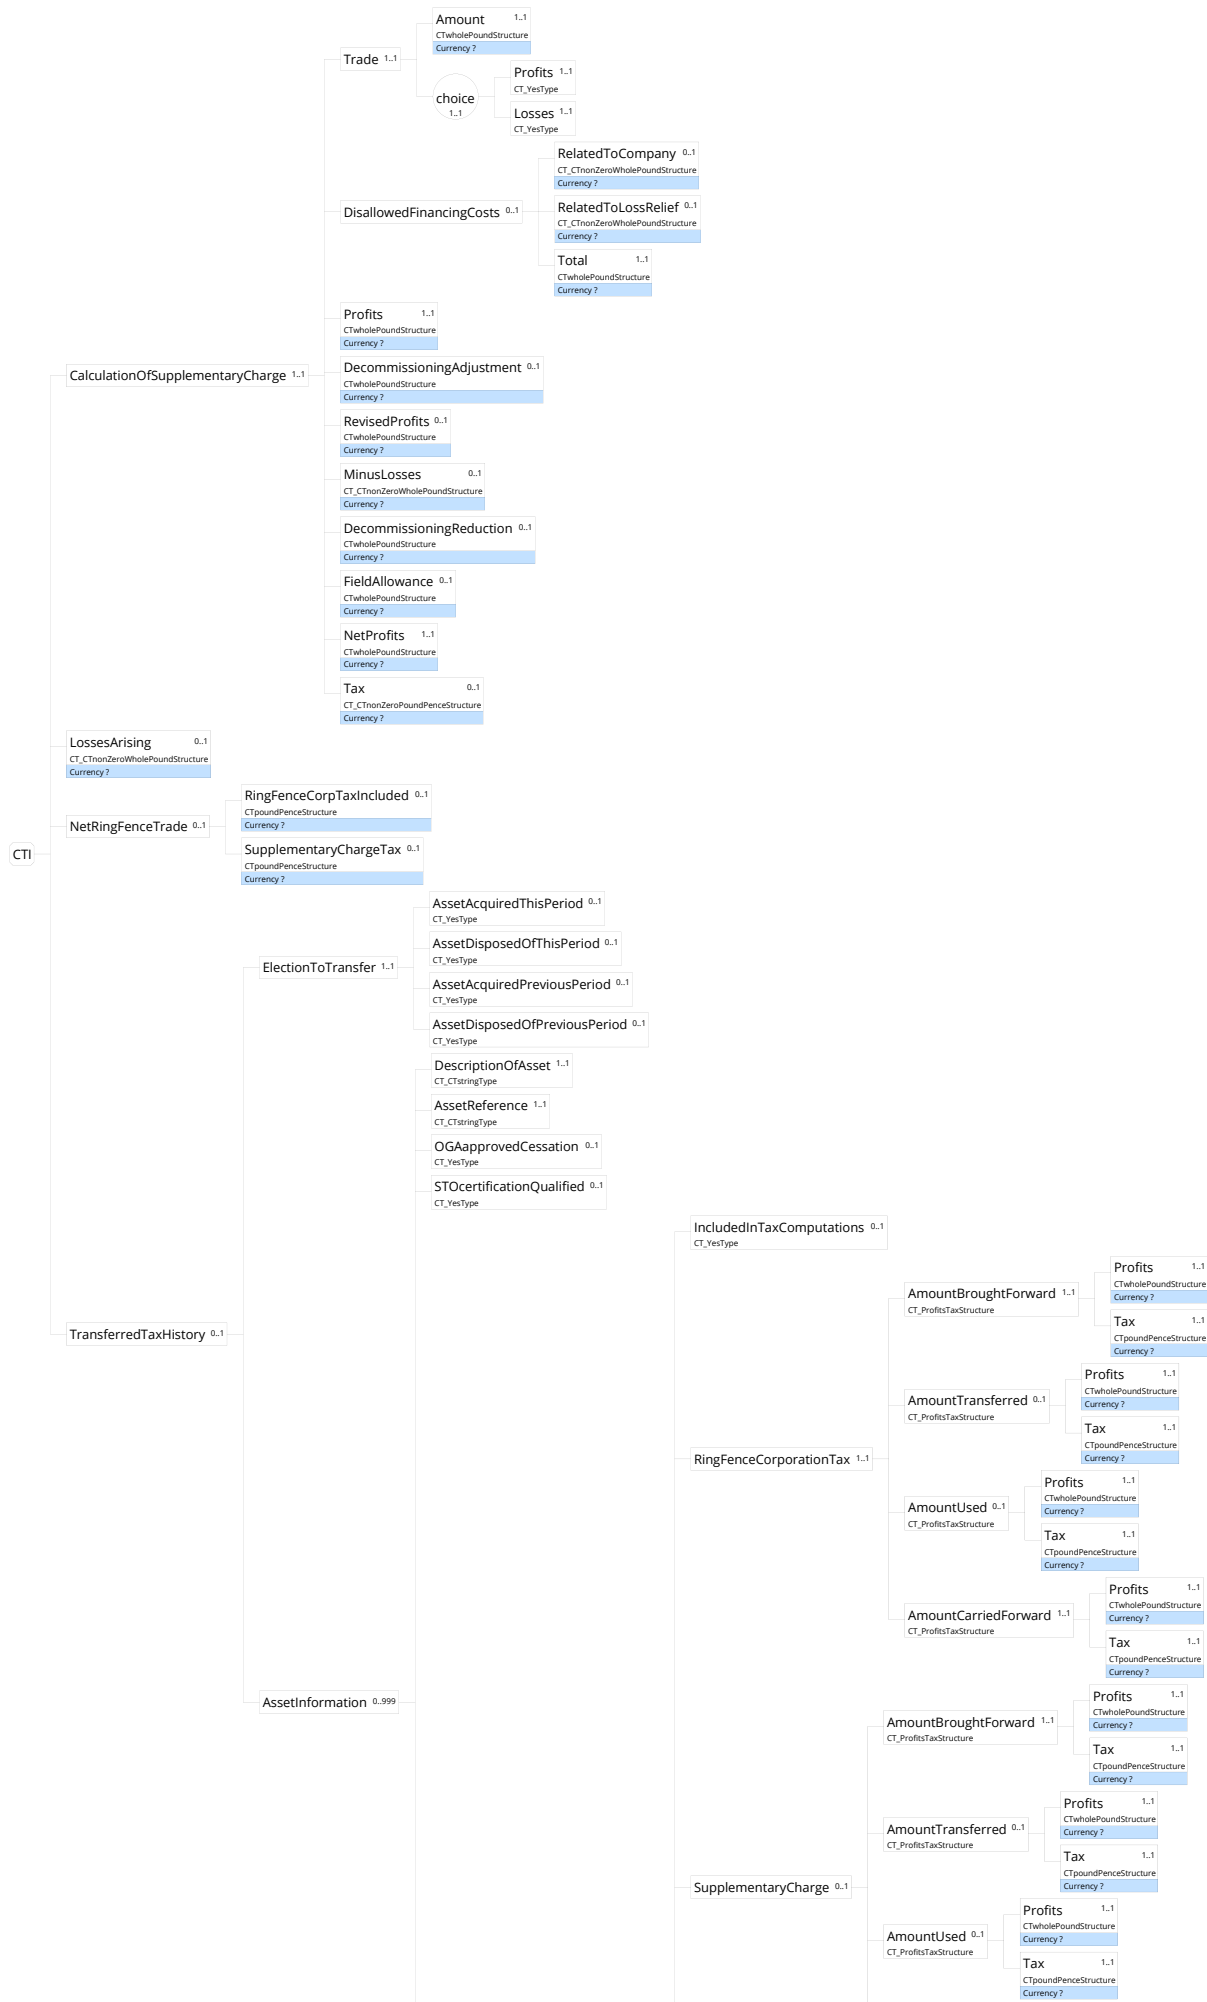 Amount 1..1
CTwholePoundStructure
Currency ?
Trade 1..1
choice
1..1
Profits 1..1
CT_YesType
Losses 1..1
CT_YesType
RelatedToCompany 0..1
CT_CTnonZeroWholePoundStructure
Currency ?
DisallowedFinancingCosts 0..1
RelatedToLossRelief 0..1
CT_CTnonZeroWholePoundStructure
Currency ?
Total 1..1
CTwholePoundStructure
Currency ?
Profits 1..1
CTwholePoundStructure
Currency ?
CalculationOfSupplementaryCharge 1..1
DecommissioningAdjustment 0..1
CTwholePoundStructure
Currency ?
RevisedProfits 0..1
CTwholePoundStructure
Currency ?
MinusLosses 0..1
CT_CTnonZeroWholePoundStructure
Currency ?
DecommissioningReduction 0..1
CTwholePoundStructure
Currency ?
FieldAllowance 0..1
CTwholePoundStructure
Currency ?
NetProfits 1..1
CTwholePoundStructure
Currency ?
Tax 0..1
CT_CTnonZeroPoundPenceStructure
Currency ?
LossesArising 0..1
CT_CTnonZeroWholePoundStructure
Currency ?
NetRingFenceTrade 0..1
RingFenceCorpTaxIncluded 0..1
CTpoundPenceStructure
Currency ?
SupplementaryChargeTax 0..1
CTpoundPenceStructure
Currency ?
CTI
ElectionToTransfer 1..1
AssetAcquiredThisPeriod 0..1
CT_YesType
AssetDisposedOfThisPeriod 0..1
CT_YesType
AssetAcquiredPreviousPeriod 0..1
CT_YesType
AssetDisposedOfPreviousPeriod 0..1
CT_YesType
DescriptionOfAsset 1..1
CT_CTstringType
AssetReference 1..1
CT_CTstringType
OGAapprovedCessation 0..1
CT_YesType
STOcertificationQualified 0..1
CT_YesType
IncludedInTaxComputations 0..1
CT_YesType
TransferredTaxHistory 0..1
AmountBroughtForward 1..1
CT_ProfitsTaxStructure
Profits 1..1
CTwholePoundStructure
Currency ?
Tax 1..1
CTpoundPenceStructure
Currency ?
AmountTransferred 0..1
CT_ProfitsTaxStructure
Profits 1..1
CTwholePoundStructure
Currency ?
Tax 1..1
CTpoundPenceStructure
Currency ?
RingFenceCorporationTax 1..1
AmountUsed 0..1
CT_ProfitsTaxStructure
Profits 1..1
CTwholePoundStructure
Currency ?
Tax 1..1
CTpoundPenceStructure
Currency ?
AmountCarriedForward 1..1
CT_ProfitsTaxStructure
Profits 1..1
CTwholePoundStructure
Currency ?
Tax 1..1
CTpoundPenceStructure
Currency ?
AssetInformation 0..999
AmountBroughtForward 1..1
CT_ProfitsTaxStructure
Profits 1..1
CTwholePoundStructure
Currency ?
Tax 1..1
CTpoundPenceStructure
Currency ?
AmountTransferred 0..1
CT_ProfitsTaxStructure
Profits 1..1
CTwholePoundStructure
Currency ?
Tax 1..1
CTpoundPenceStructure
Currency ?
SupplementaryCharge 0..1
AmountUsed 0..1
CT_ProfitsTaxStructure
Profits 1..1
CTwholePoundStructure
Currency ?
Tax 1..1
CTpoundPenceStructure
Currency ?